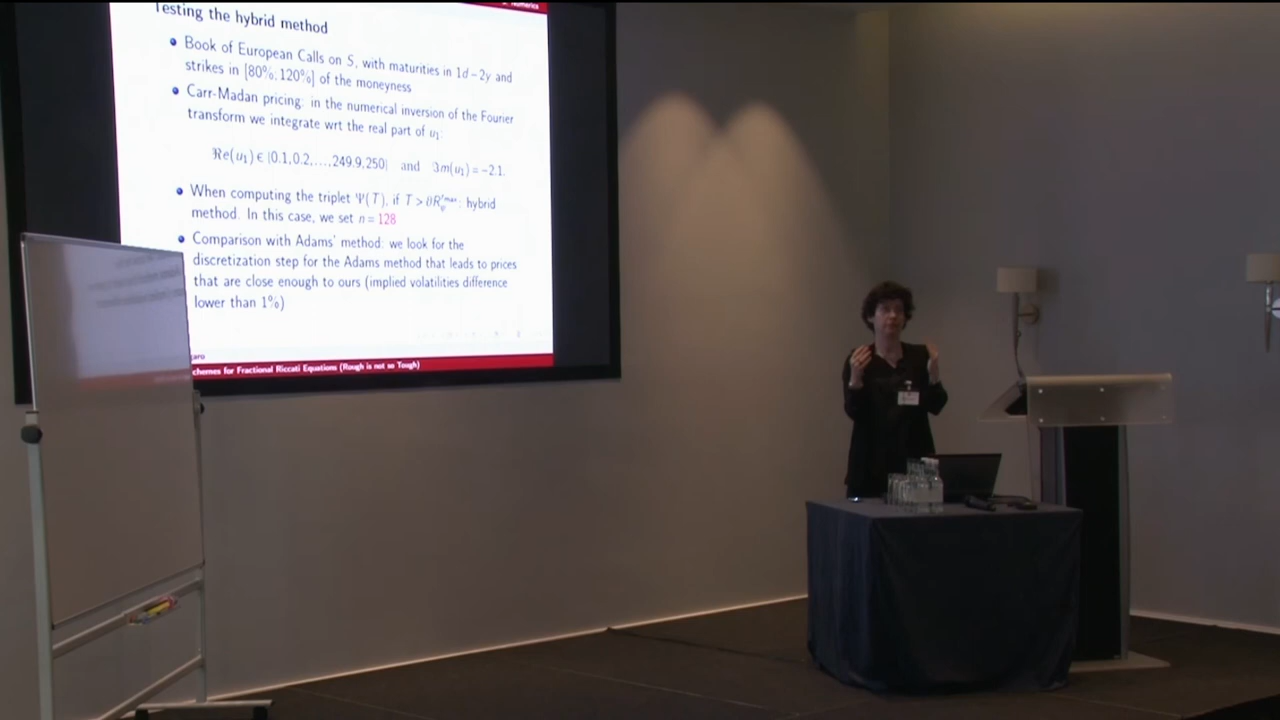 Testing the hybrid method
Numerics
Book of European Calls on S, with maturities in 1d – 2y and
strikes in [80%, 120%] of the moneyness
Carr-Madan pricing: in the numerical inversion of the Fourier
transform we integrate wrt the real part of u₁:
ℜe(u₁) ∈ {0.1, 0.2, ..., 249.9, 250} and ℑm(u₁) = −2.1.
When computing the triplet Ψ(T), if T > θ hybrid
method. In this case, we set n = 128
Comparison with Adams' method: we look for the
discretization step for the Adams method that leads to prices
that are close enough to ours (implied volatilities difference
lower than 1%)
chemes for Fractional Riccati Equations (Rough is not so Tough)